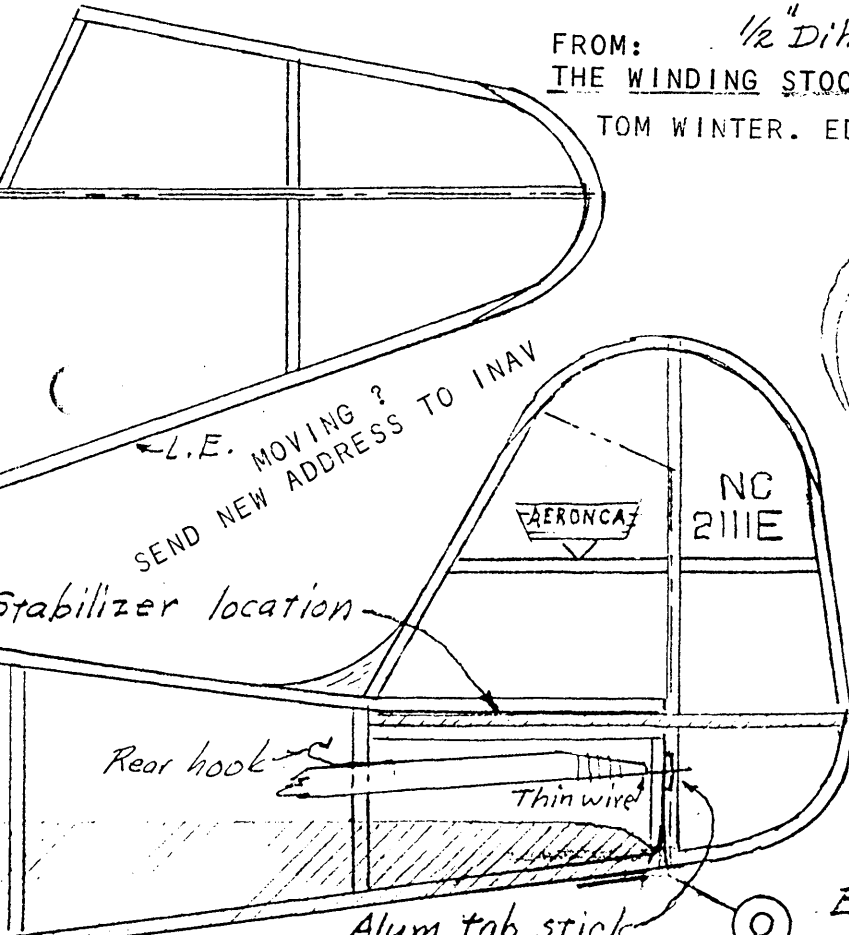 1/2" Dih
FROM:
THE WINDING STOO
TOM WINTER. ED
L.E.
MOVING ?
SEND NEW ADDRESS TO INAV
AERONCA
NC
2111E
Stabilizer location
Rear hook
Thin wire
Alum tab stick